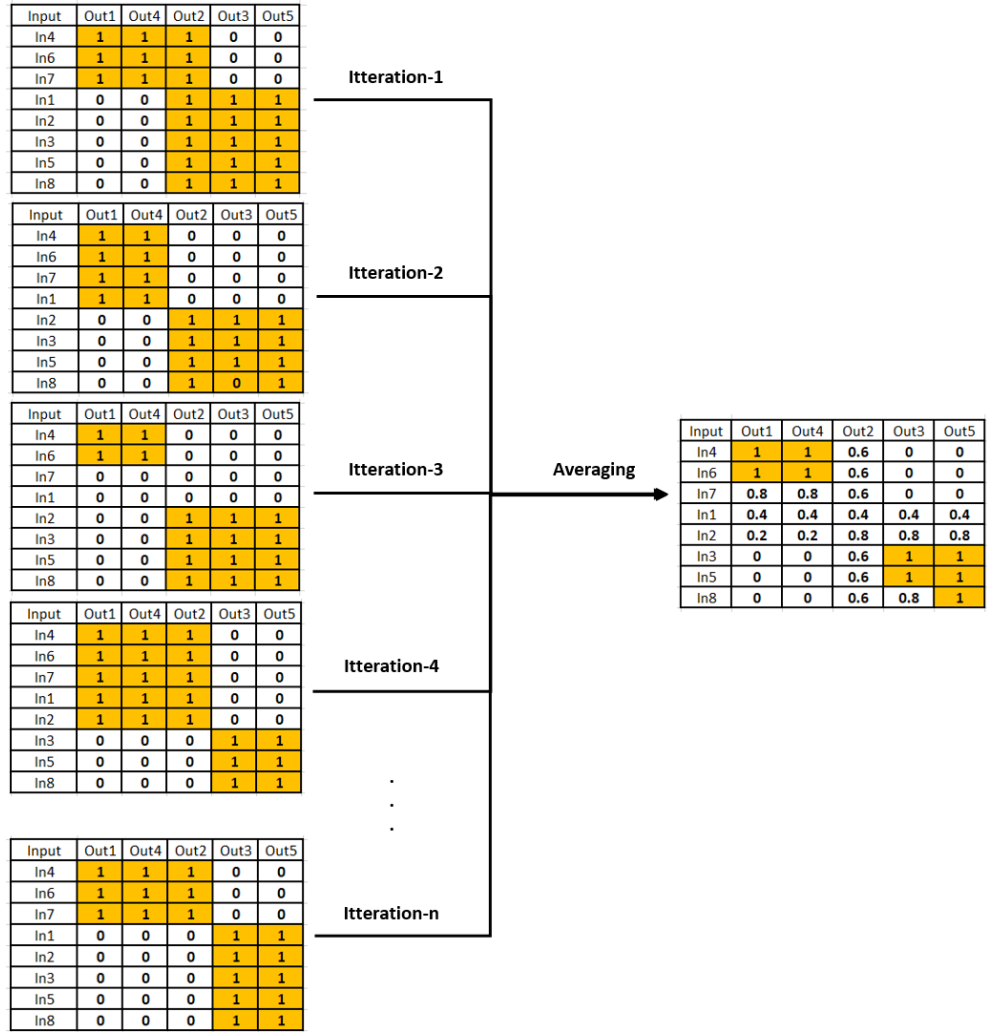 Input Out1 Out4 Out2 Out3 Out5
In4 1 1 1 0 0
In6 1 1 1 0 0
In7 1 1 1 0 0
In1 0 0 1 1 1
In2 0 0 1 1 1
In3 0 0 1 1 1
In5 0 0 1 1 1
In8 0 0 1 1 1
Itteration-1
Input Out1 Out4 Out2 Out3 Out5
In4 1 1 0 0 0
In6 1 1 0 0 0
In7 1 1 0 0 0
In1 1 1 0 0 0
In2 0 0 1 1 1
In3 0 0 1 1 1
In5 0 0 1 1 1
In8 0 0 1 0 1
Itteration-2
Input Out1 Out4 Out2 Out3 Out5
In4 1 1 0 0 0
In6 1 1 0 0 0
In7 0 0 0 0 0
In1 0 0 0 0 0
In2 0 0 1 1 1
In3 0 0 1 1 1
In5 0 0 1 1 1
In8 0 0 1 1 1
Itteration-3
Input Out1 Out4 Out2 Out3 Out5
In4 1 1 1 0 0
In6 1 1 1 0 0
In7 1 1 1 0 0
In1 1 1 1 0 0
In2 1 1 1 0 0
In3 0 0 0 1 1
In5 0 0 0 1 1
In8 0 0 0 1 1
Itteration-4
.
.
.
Input Out1 Out4 Out2 Out3 Out5
In4 1 1 1 0 0
In6 1 1 1 0 0
In7 1 1 1 0 0
In1 0 0 0 1 1
In2 0 0 0 1 1
In3 0 0 0 1 1
In5 0 0 0 1 1
In8 0 0 0 1 1
Itteration-n
Averaging
Input Out1 Out4 Out2 Out3 Out5
In4 1 1 0.6 0 0
In6 1 1 0.6 0 0
In7 0.8 0.8 0.6 0 0
In1 0.4 0.4 0.4 0.4 0.4
In2 0.2 0.2 0.8 0.8 0.8
In3 0 0 0.6 1 1
In5 0 0 0.6 1 1
In8 0 0 0.6 0.8 1